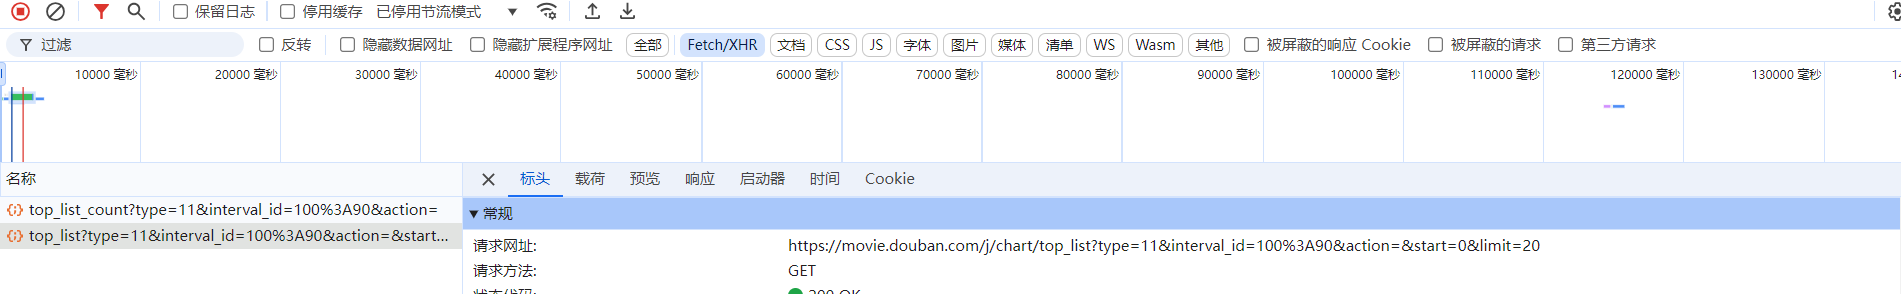 保留日志 停用缓存 已停用节流模式
过滤 反转 隐藏数据网址 隐藏扩展程序网址 全部 Fetch/XHR 文档 CSS JS 字体 图片 媒体 清单 WS Wasm 其他 被屏蔽的响应 Cookie 被屏蔽的请求 第三方请求
10000 毫秒 20000 毫秒 30000 毫秒 40000 毫秒 50000 毫秒 60000 毫秒 70000 毫秒 80000 毫秒 90000 毫秒 100000 毫秒 110000 毫秒 120000 毫秒 130000 毫秒 14
名称 标头 载荷 预览 响应 启动器 时间 Cookie
top_list_count?type=11&interval_id=100%3A90&action= 常规
top_list?type=11&interval_id=100%3A90&action=&start...
请求网址: https://movie.douban.com/j/chart/top_list?type=11&interval_id=100%3A90&action=&start=0&limit=20
请求方法: GET
状态代码: 200 OK